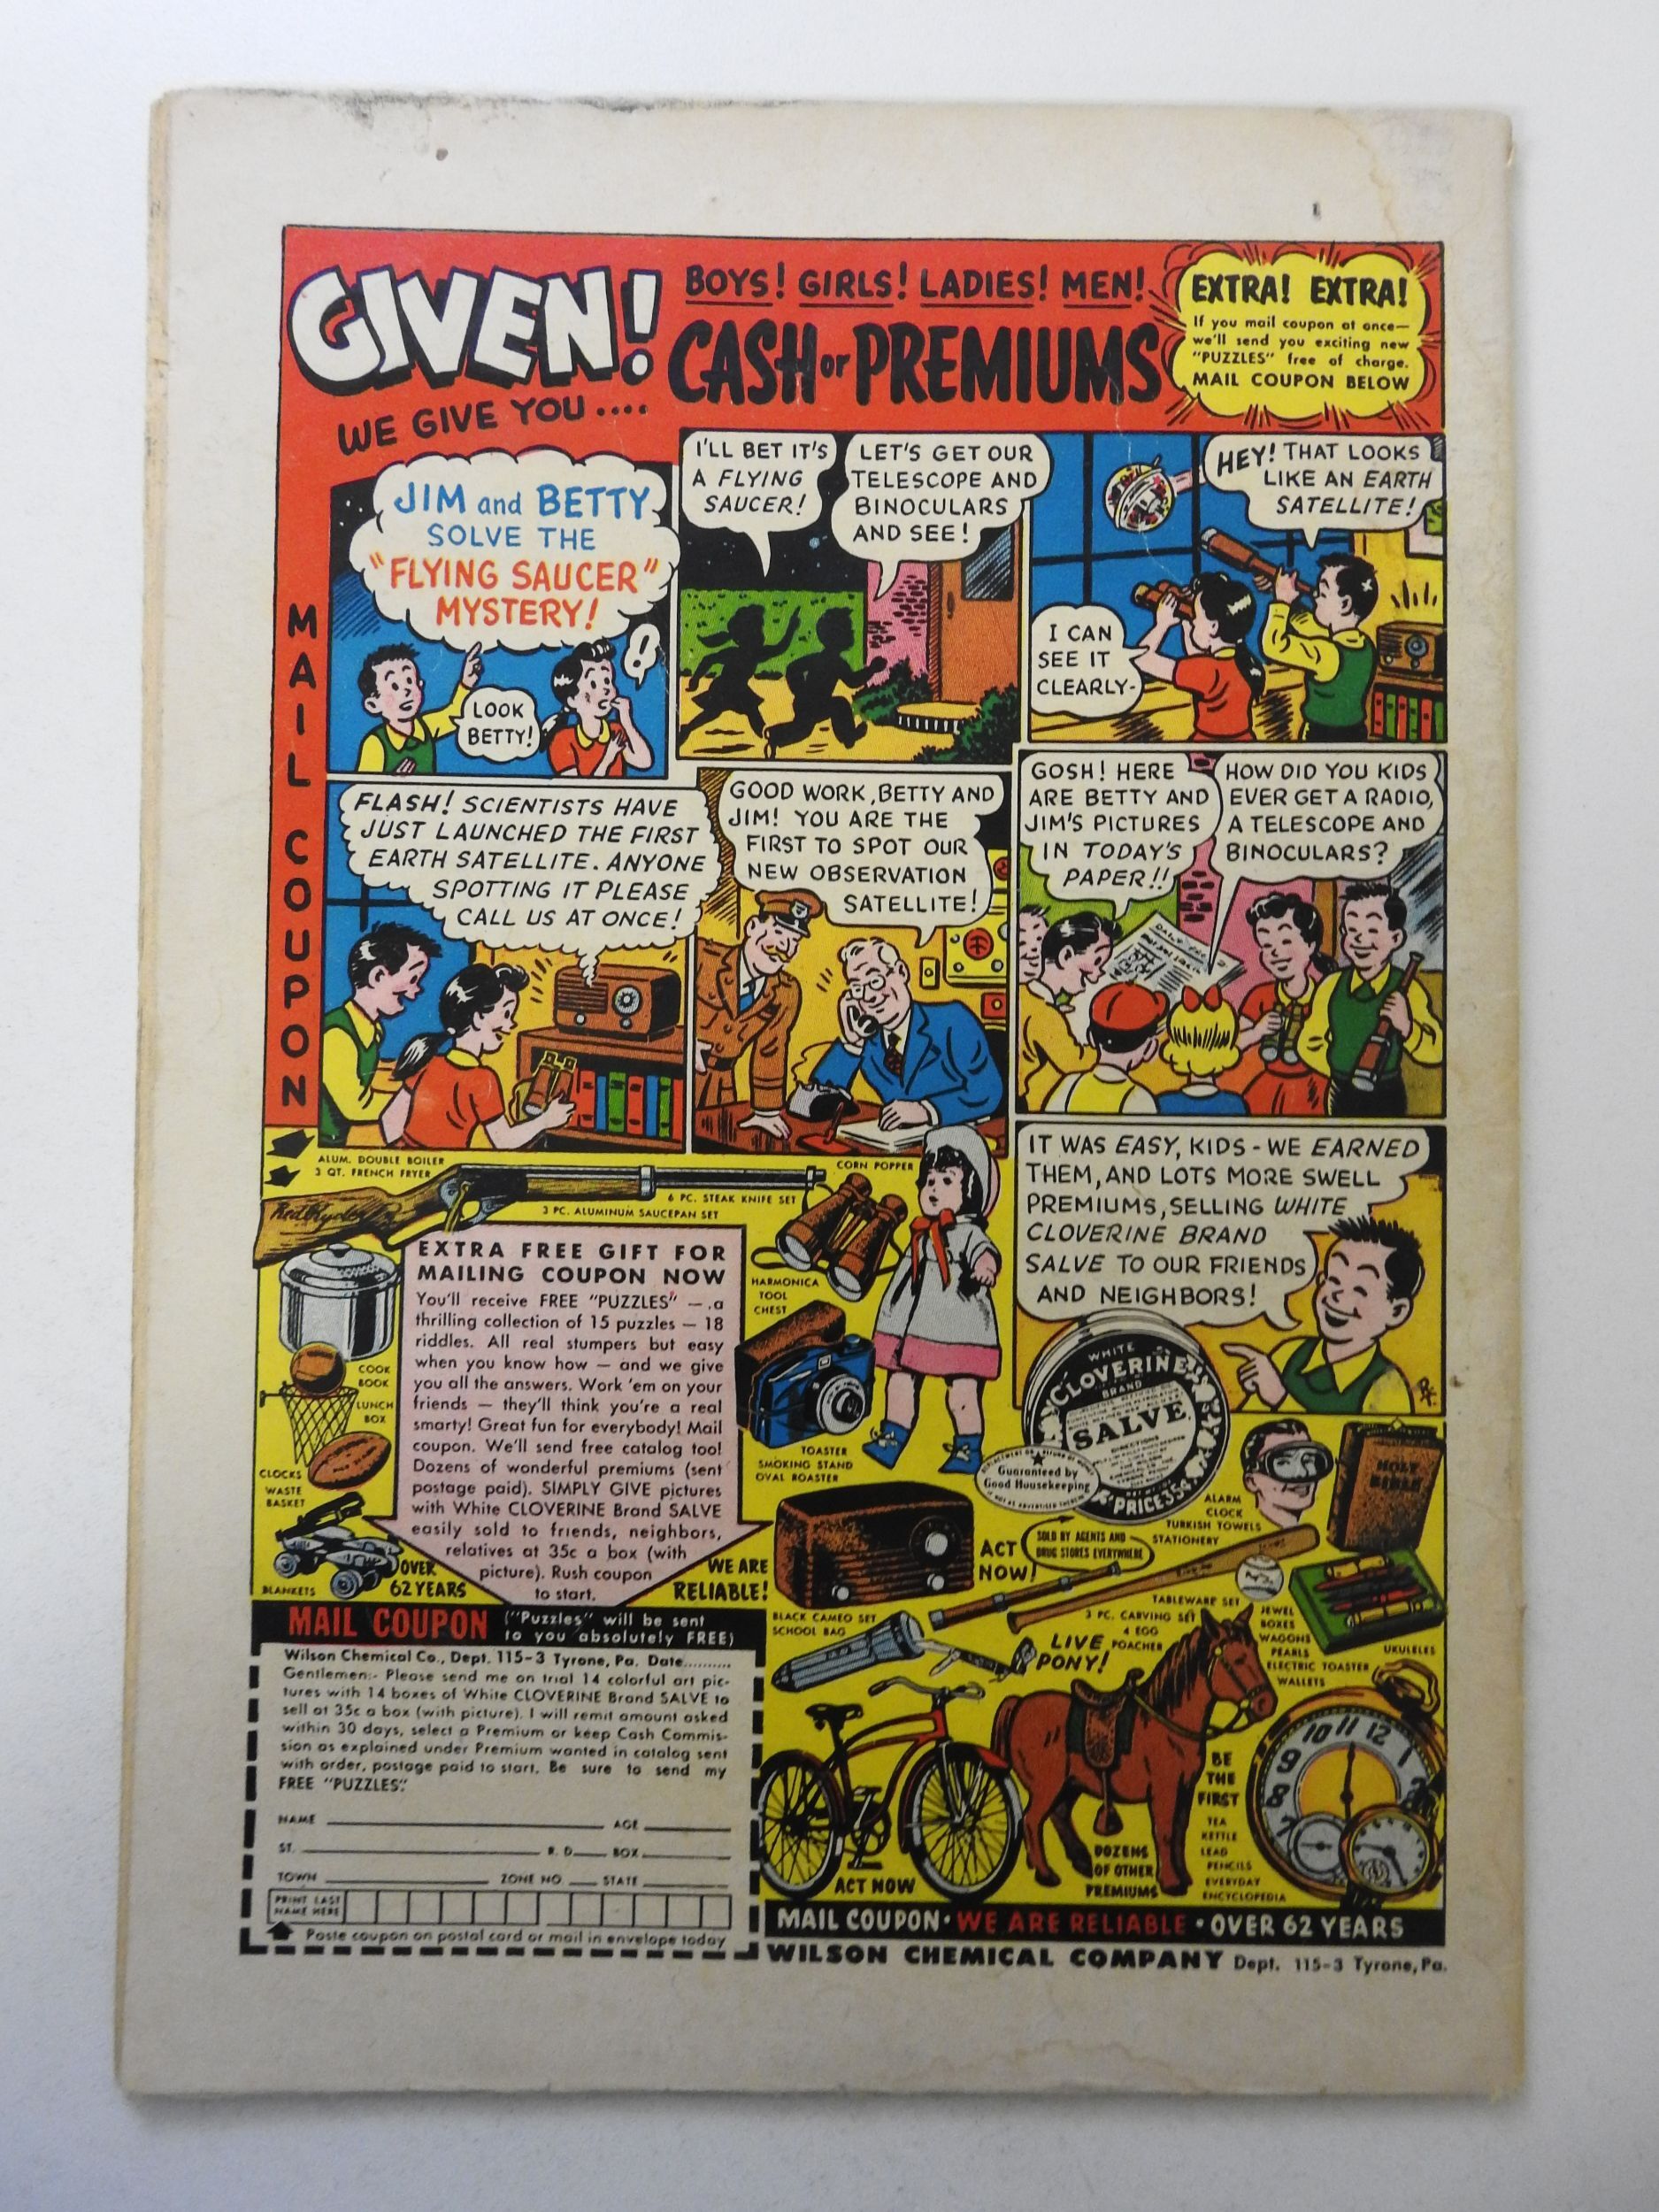 GIVEN!
BOYS! GIRLS! LADIES! MEN!
CASH or PREMIUMS
WE GIVE YOU ....
EXTRA! EXTRA!
If you mail coupon at once—
we'll send you exciting new
"PUZZLES" free of charge.
MAIL COUPON BELOW
MAIL COUPON
JIM and BETTY
SOLVE THE
"FLYING SAUCER"
MYSTERY!
LOOK
BETTY!
!
I'LL BET IT'S
A FLYING
SAUCER!
LET'S GET OUR
TELESCOPE AND
BINOCULARS
AND SEE!
HEY! THAT LOOKS
LIKE AN EARTH
SATELLITE!
I CAN
SEE IT
CLEARLY-
FLASH! SCIENTISTS HAVE
JUST LAUNCHED THE FIRST
EARTH SATELLITE. ANYONE
SPOTTING IT PLEASE
CALL US AT ONCE!
GOOD WORK, BETTY AND
JIM! YOU ARE THE
FIRST TO SPOT OUR
NEW OBSERVATION
SATELLITE!
GOSH! HERE
ARE BETTY AND
JIM'S PICTURES
IN TODAY'S
PAPER!!
HOW DID YOU KIDS
EVER GET A RADIO,
A TELESCOPE AND
BINOCULARS?
IT WAS EASY, KIDS - WE EARNED
THEM, AND LOTS MORE SWELL
PREMIUMS, SELLING WHITE
CLOVERINE BRAND
SALVE TO OUR FRIENDS
AND NEIGHBORS!
ALUM. DOUBLE BOILER
3 QT. FRENCH FRYER
CORN POPPER
6 PC. STEAK KNIFE SET
3 PC. ALUMINUM SAUCEPAN SET
Red Ryder
EXTRA FREE GIFT FOR
MAILING COUPON NOW
You'll receive FREE "PUZZLES" — a
thrilling collection of 15 puzzles — 18
riddles. All real stumpers but easy
when you know how — and we give
you all the answers. Work 'em on your
friends — they'll think you're a real
smarty! Great fun for everybody! Mail
coupon. We'll send free catalog too!
Dozens of wonderful premiums (sent
postage paid). SIMPLY GIVE pictures
with White CLOVERINE Brand SALVE
easily sold to friends, neighbors,
relatives at 35c a box (with
picture). Rush coupon
to start.
COOK
BOOK
LUNCH
BOX
CLOCKS
WASTE
BASKET
BLANKETS
OVER
62 YEARS
WE ARE
RELIABLE!
HARMONICA
TOOL
CHEST
TOASTER
SMOKING STAND
OVAL ROASTER
WHITE
CLOVERINE
BRAND
SALVE
DIRECTIONS
PRICE 35¢
Guaranteed by
Good Housekeeping
SOLD BY AGENTS AND
DRUG STORES EVERYWHERE
ACT
NOW!
ALARM
CLOCK
TURKISH TOWELS
STATIONERY
HOLY
BIBLE
BLACK CAMEO SET
SCHOOL BAG
TABLEWARE SET
3 PC. CARVING SET
4 EGG
POACHER
JEWEL
BOXES
WAGONS
PEARLS
ELECTRIC TOASTER
WALLETS
UKULELES
LIVE
PONY!
BE
THE
FIRST
TEA
KETTLE
LEAD
PENCILS
EVERYDAY
ENCYCLOPEDIA
10 11 12
9 1
8 2
7
ACT NOW
DOZENS
OF OTHER
PREMIUMS
MAIL COUPON ("Puzzles" will be sent
to you absolutely FREE)
Wilson Chemical Co., Dept. 115-3 Tyrone, Pa. Date..........
Gentlemen:- Please send me on trial 14 colorful art pic-
tures with 14 boxes of White CLOVERINE Brand SALVE to
sell at 35c a box (with picture). I will remit amount asked
within 30 days, select a Premium or keep Cash Commis-
sion as explained under Premium wanted in catalog sent
with order, postage paid to start. Be sure to send my
FREE "PUZZLES".
NAME AGE
ST. R. D. BOX
TOWN ZONE NO. STATE
PRINT LAST
NAME HERE
Paste coupon on postal card or mail in envelope today
MAIL COUPON • WE ARE RELIABLE • OVER 62 YEARS
WILSON CHEMICAL COMPANY Dept. 115-3 Tyrone, Pa.